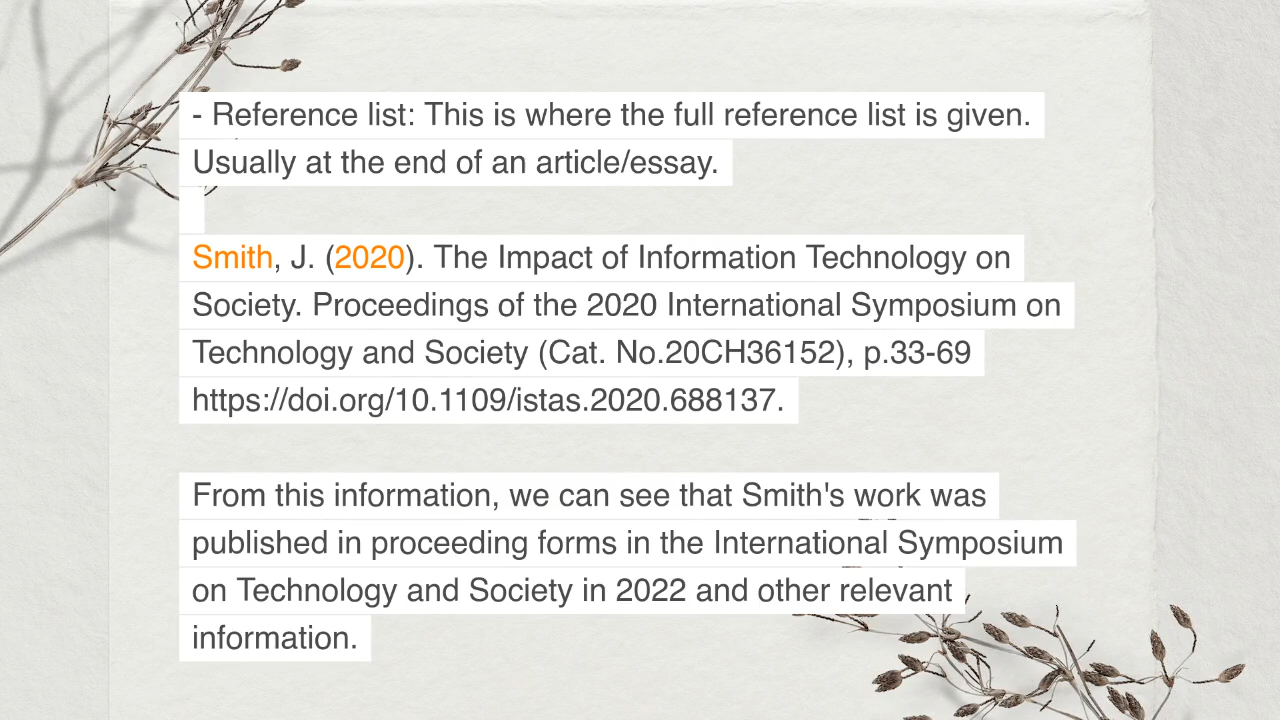 - Reference list: This is where the full reference list is given.
Usually at the end of an article/essay.
Smith, J. (2020). The Impact of Information Technology on
Society. Proceedings of the 2020 International Symposium on
Technology and Society (Cat. No.20CH36152), p.33-69
https://doi.org/10.1109/istas.2020.688137.
From this information, we can see that Smith's work was
published in proceeding forms in the International Symposium
on Technology and Society in 2022 and other relevant
information.